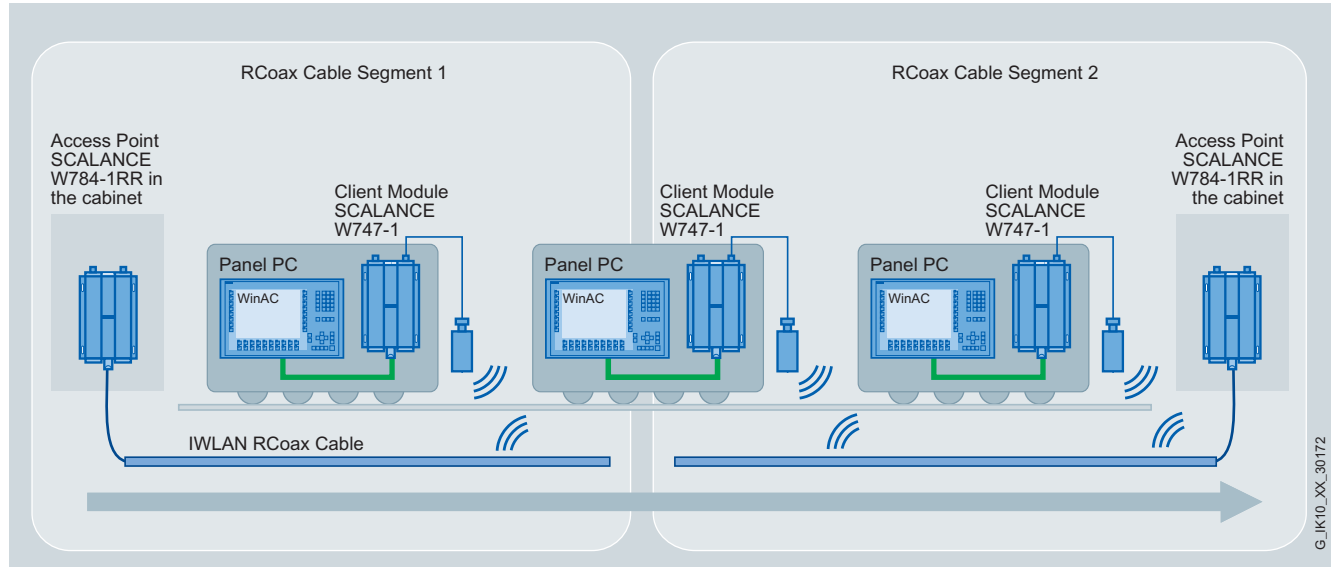 RCoax Cable Segment 1
RCoax Cable Segment 2
Access Point
SCALANCE
W784-1RR in
the cabinet
Client Module
SCALANCE
W747-1
Client Module
SCALANCE
W747-1
Client Module
SCALANCE
W747-1
Access Point
SCALANCE
W784-1RR in
the cabinet
Panel PC
WinAC
Panel PC
WinAC
Panel PC
WinAC
IWLAN RCoax Cable
G_IK10_XX_30172